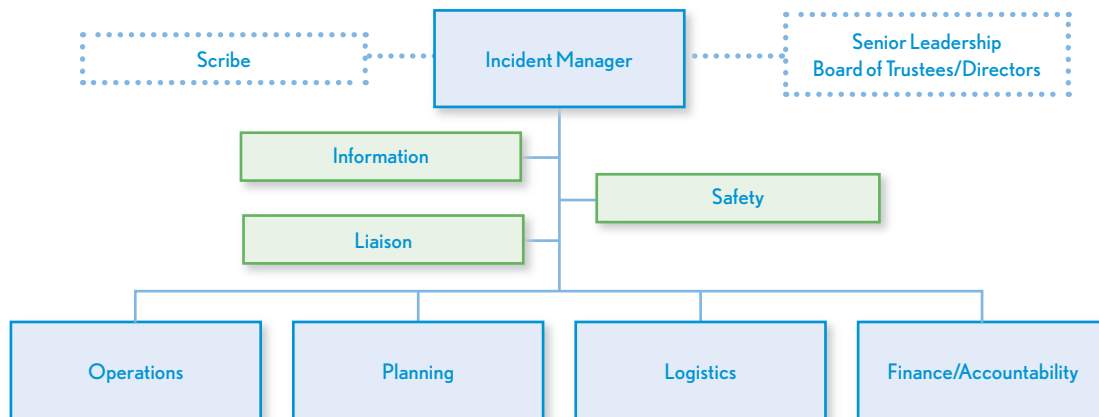 Scribe
Incident Manager
Senior Leadership
Board of Trustees/Directors
Information
Safety
Liaison
Operations
Planning
Logistics
Finance/Accountability